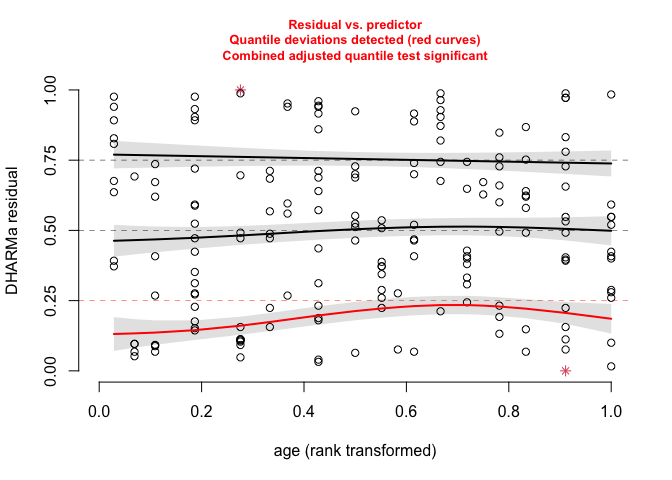 Residual vs. predictor
Quantile deviations detected (red curves)
Combined adjusted quantile test significant
1.00
0.75
0.50
0.25
0.00
DHARMa residual
0.0 0.2 0.4 0.6 0.8 1.0
age (rank transformed)